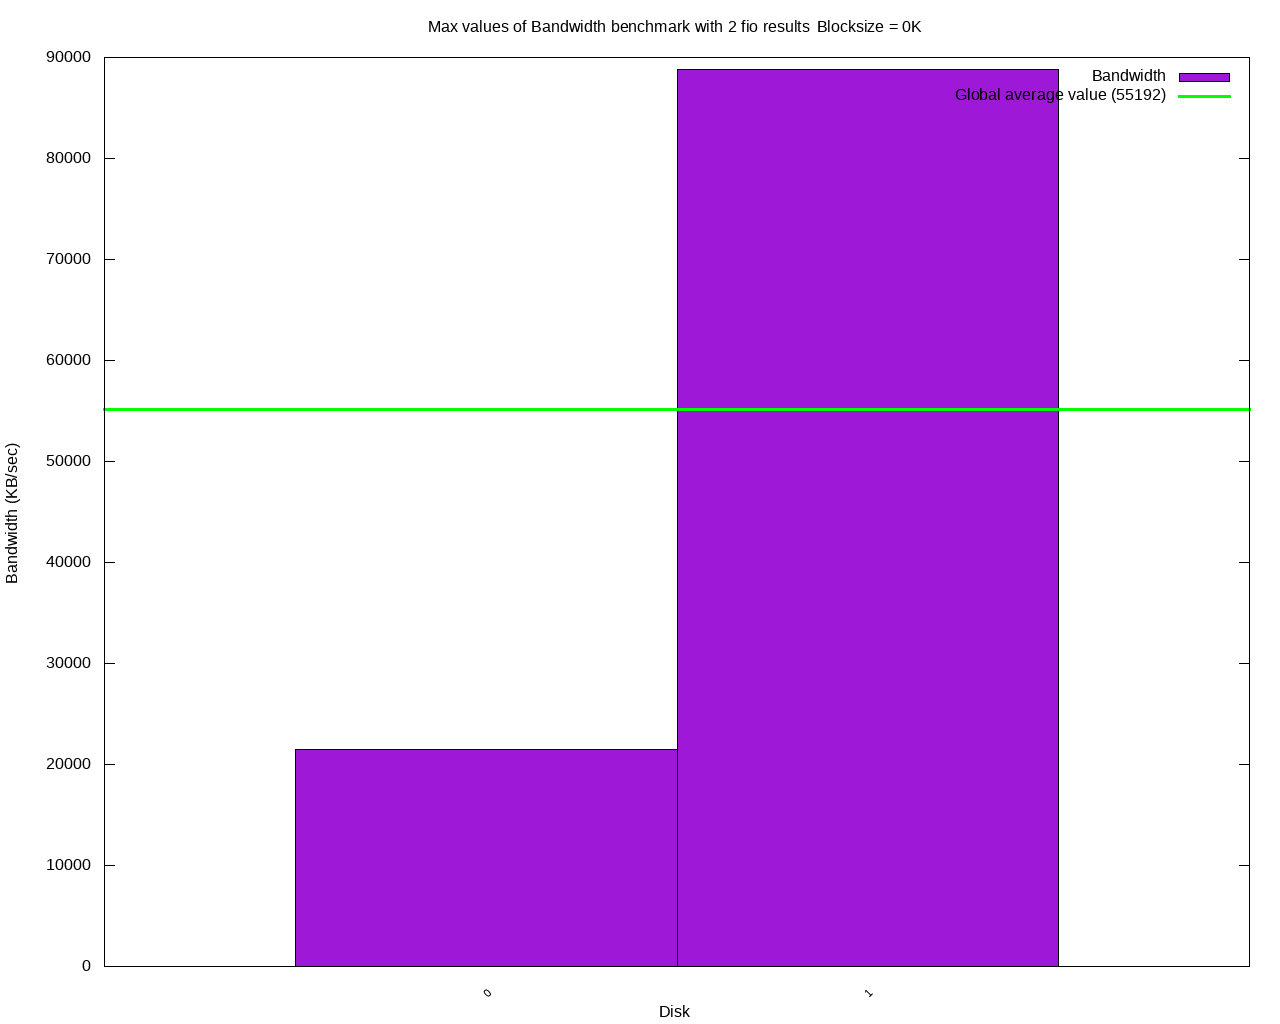 Max values of Bandwidth benchmark with 2 fio results Blocksize = 0K
90000
80000
70000
60000
50000
40000
30000
20000
10000
0
Bandwidth (KB/sec)
Bandwidth
Global average value (55192)
0
1
Disk